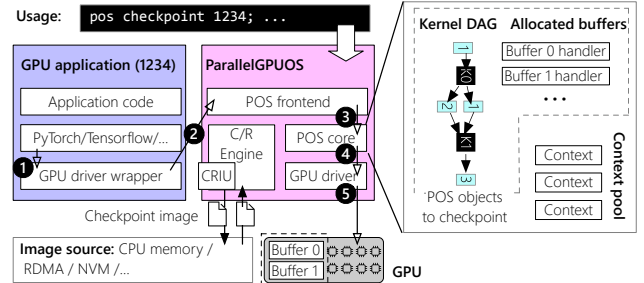 Usage: pos checkpoint 1234; ...
GPU application (1234)
Application code
PyTorch/Tensorflow/...
1
GPU driver wrapper
2
ParallelGPUOS
POS frontend
3
C/R
Engine
POS core
4
CRIU
GPU driver
5
Checkpoint image
Image source: CPU memory /
RDMA / NVM /...
Buffer 0
Buffer 1
GPU
Kernel DAG
Allocated buffers
1
K0
2
1
K1
3
Buffer 0 handler
Buffer 1 handler
...
Context
Context
Context
Context pool
POS objects
to checkpoint